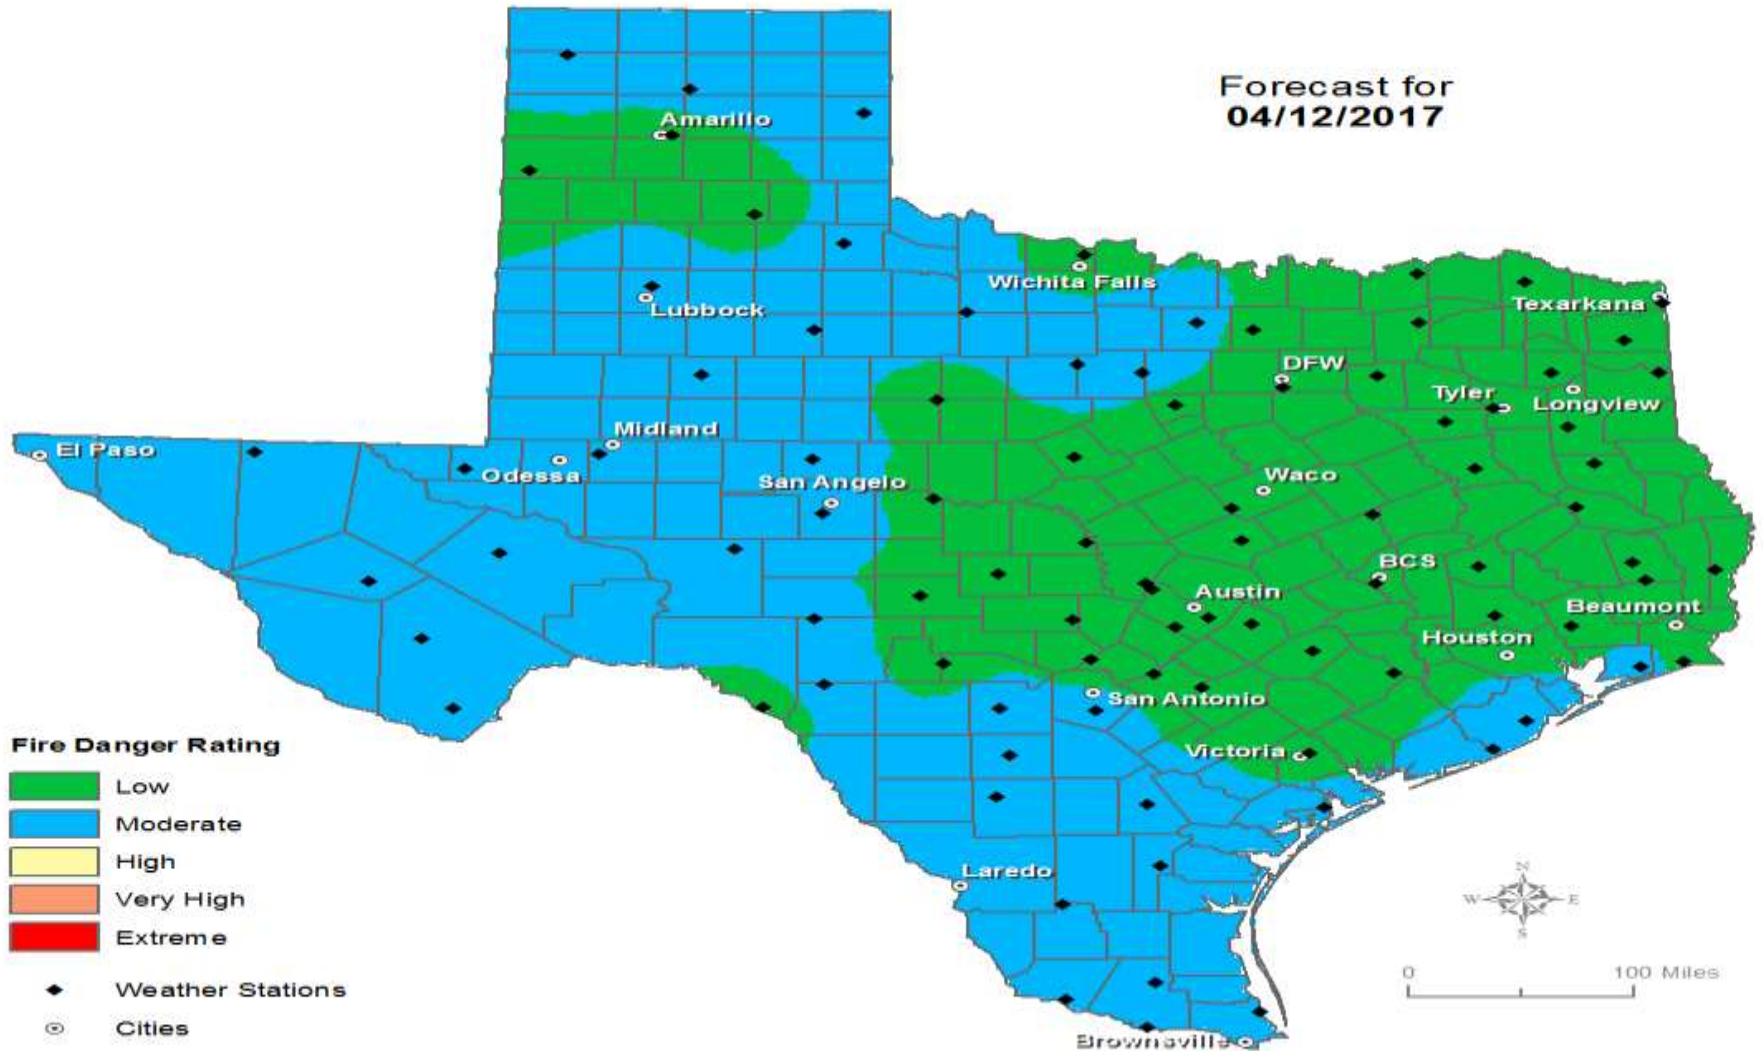 Forecast for
04/12/2017
Amarillo
Wichita Falls
Lubbock
Texarkana
DFW
Tyler
Longview
Midland
El Paso
Odessa
San Angelo
Waco
BCS
Austin
Beaumont
Houston
San Antonio
Victoria
Laredo
Brownsville
Fire Danger Rating
Low
Moderate
High
Very High
Extreme
Weather Stations
Cities
N
W E
S
0 100 Miles